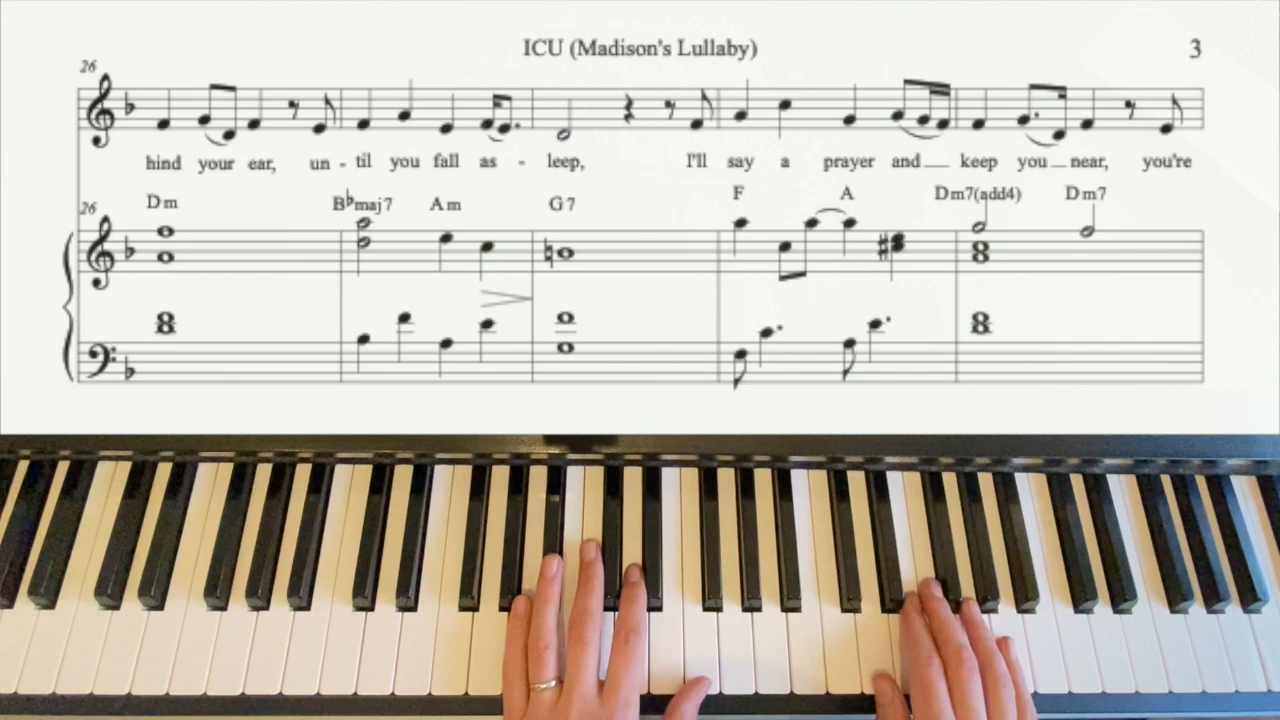 ICU (Madison's Lullaby)
3
26
hind your ear, un - til you fall as - leep, I'll say a prayer and keep you near, you're
Dm B♭maj7 Am G7 F A Dm7(add4) Dm7
26